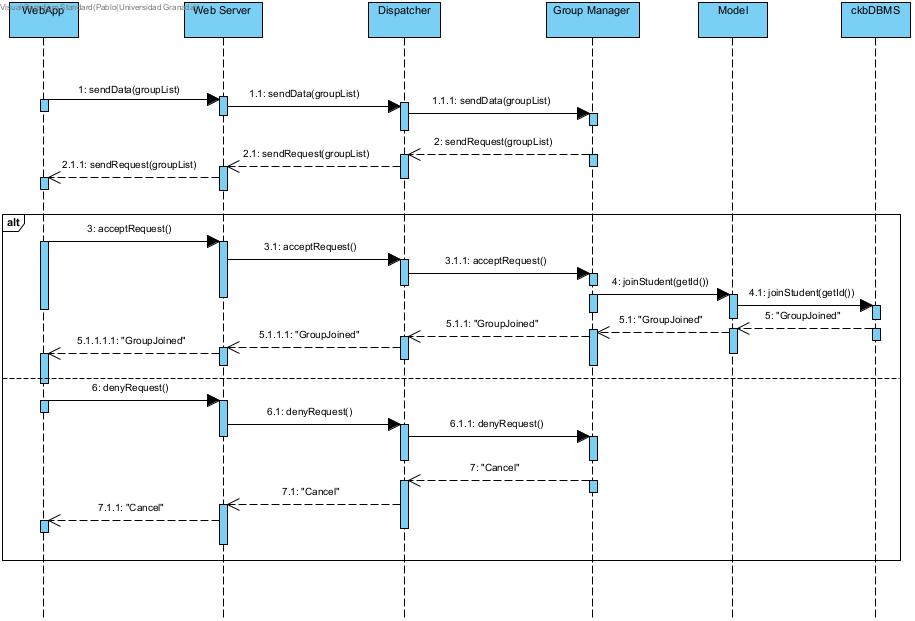 Visual Paradigm Standard(Pablo(Universidad Granada))
WebApp
Web Server
Dispatcher
Group Manager
Model
ckbDBMS
1: sendData(groupList)
1.1: sendData(groupList)
1.1.1: sendData(groupList)
2: sendRequest(groupList)
2.1: sendRequest(groupList)
2.1.1: sendRequest(groupList)
alt
3: acceptRequest()
3.1: acceptRequest()
3.1.1: acceptRequest()
4: joinStudent(getId())
4.1: joinStudent(getId())
5: "GroupJoined"
5.1: "GroupJoined"
5.1.1: "GroupJoined"
5.1.1.1: "GroupJoined"
5.1.1.1.1: "GroupJoined"
6: denyRequest()
6.1: denyRequest()
6.1.1: denyRequest()
7: "Cancel"
7.1: "Cancel"
7.1.1: "Cancel"